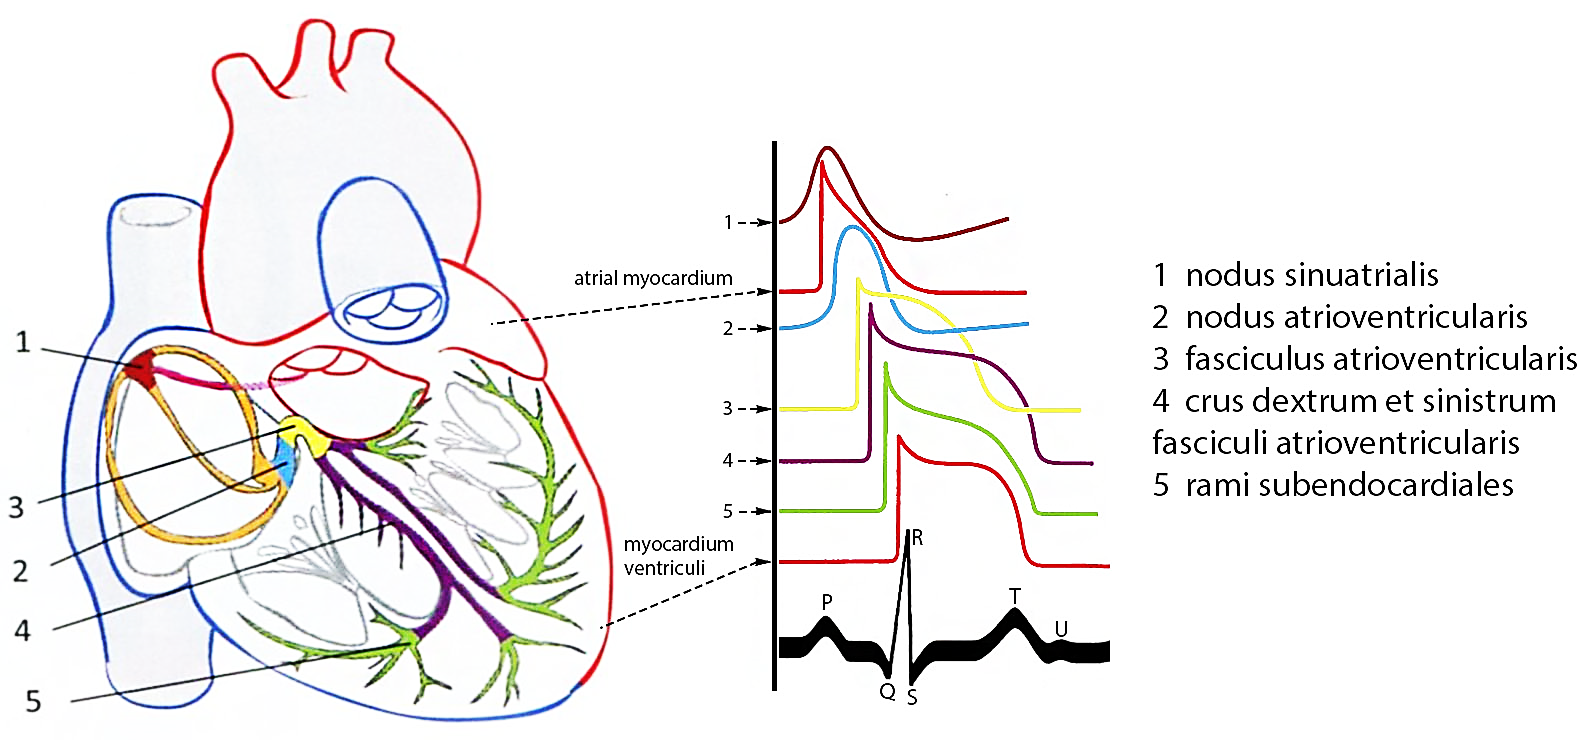 1
3
2
4
5
atrial myocardium
myocardium
ventriculi
1
2
3
4
5
R
P
T
U
Q
S
1 nodus sinuatrialis
2 nodus atrioventricularis
3 fasciculus atrioventricularis
4 crus dextrum et sinistrum
fasciculi atrioventricularis
5 rami subendocardiales